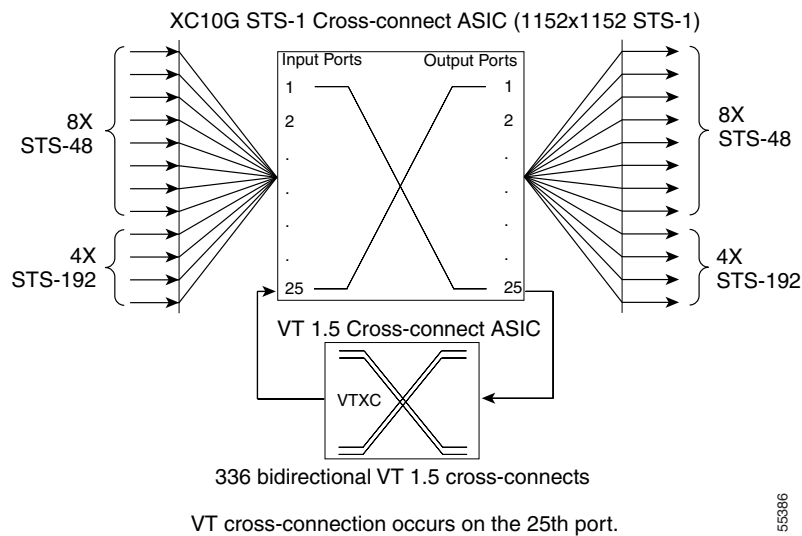 XC10G STS-1 Cross-connect ASIC (1152x1152 STS-1)
Input Ports
Output Ports
1
1
2
2
.
.
.
.
.
.
.
.
25
25
8X
STS-48
8X
STS-48
4X
STS-192
4X
STS-192
VT 1.5 Cross-connect ASIC
VTXC
336 bidirectional VT 1.5 cross-connects
VT cross-connection occurs on the 25th port.
55386